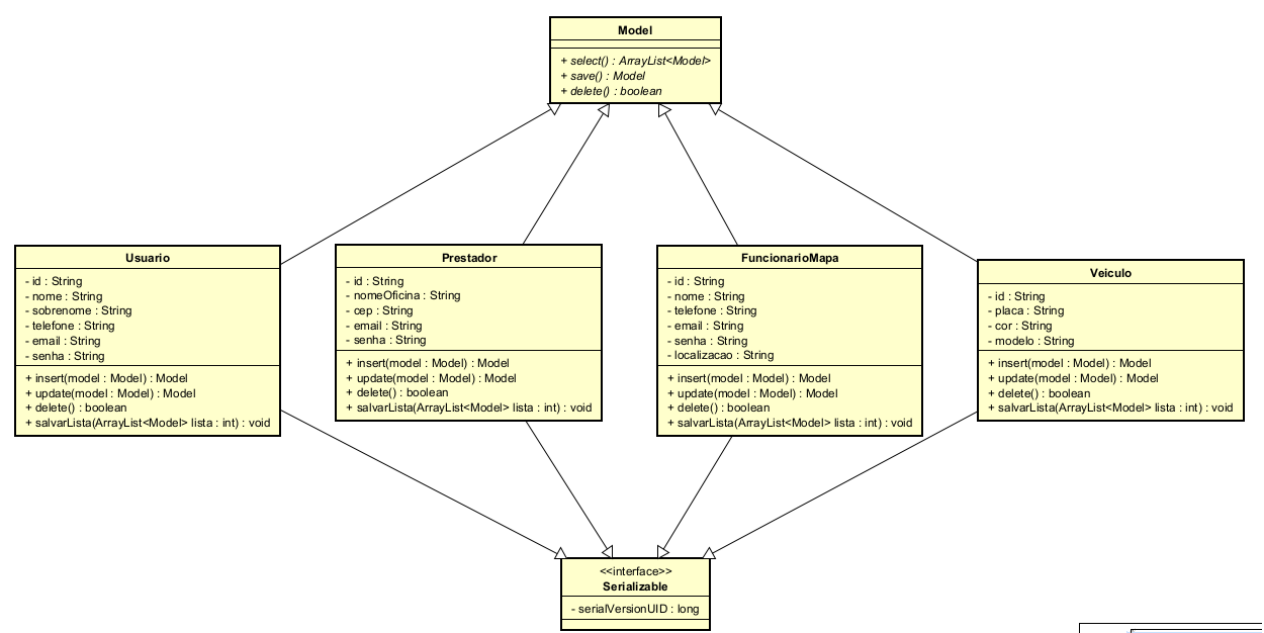 Model
+ select() : ArrayList<Model>
+ save() : Model
+ delete() : boolean
Usuario
- id : String
- nome : String
- sobrenome : String
- telefone : String
- email : String
- senha : String
+ insert(model : Model) : Model
+ update(model : Model) : Model
+ delete() : boolean
+ salvarLista(ArrayList<Model> lista : int) : void
Prestador
- id : String
- nomeOficina : String
- cep : String
- email : String
- senha : String
+ insert(model : Model) : Model
+ update(model : Model) : Model
+ delete() : boolean
+ salvarLista(ArrayList<Model> lista : int) : void
FuncionarioMapa
- id : String
- nome : String
- telefone : String
- email : String
- senha : String
- localizacao : String
+ insert(model : Model) : Model
+ update(model : Model) : Model
+ delete() : boolean
+ salvarLista(ArrayList<Model> lista : int) : void
Veiculo
- id : String
- placa : String
- cor : String
- modelo : String
+ insert(model : Model) : Model
+ update(model : Model) : Model
+ delete() : boolean
+ salvarLista(ArrayList<Model> lista : int) : void
<<interface>>
Serializable
- serialVersionUID : long